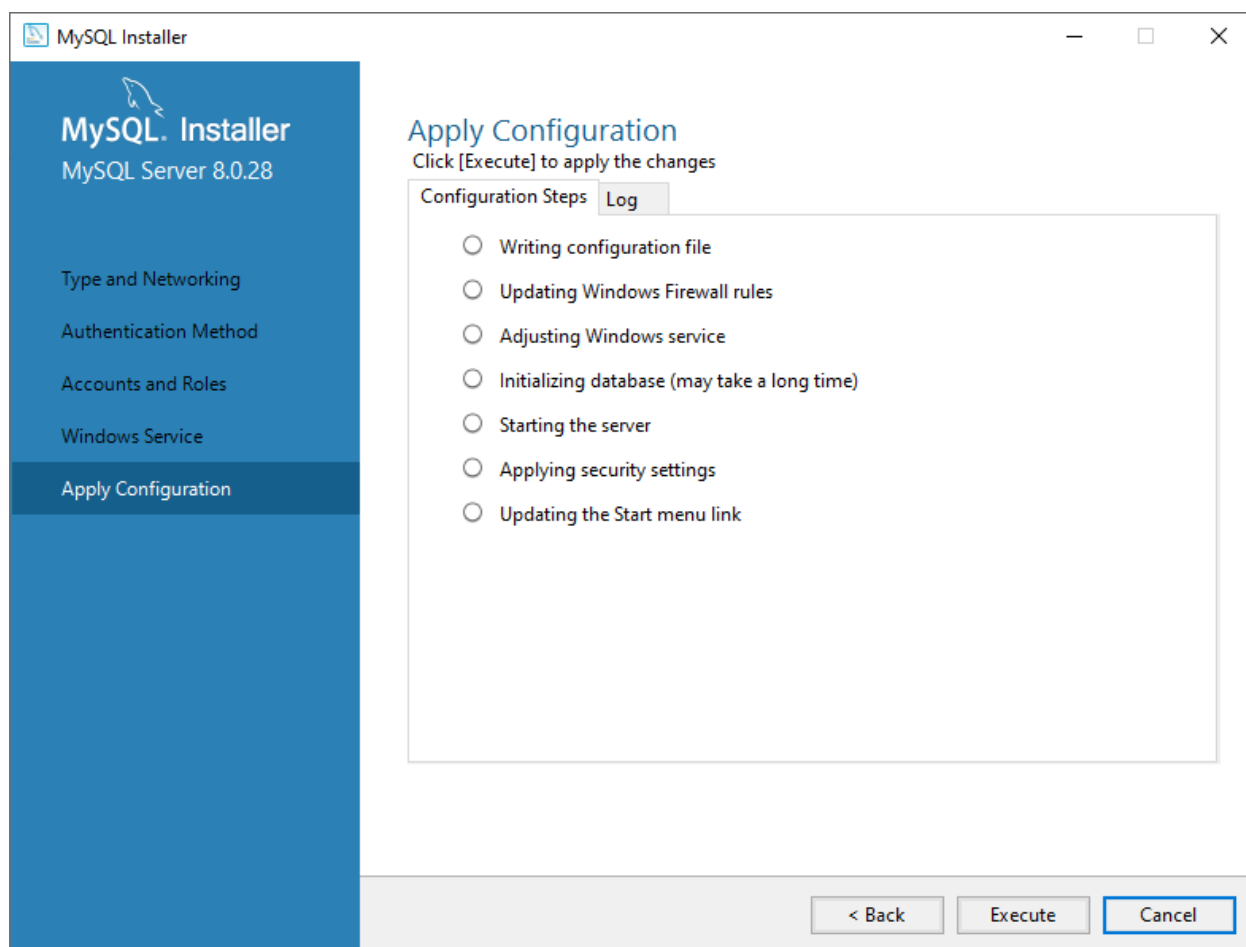 MySQL Installer
MySQL. Installer
MySQL Server 8.0.28
Type and Networking
Authentication Method
Accounts and Roles
Windows Service
Apply Configuration
Apply Configuration
Click [Execute] to apply the changes
Configuration Steps Log
Writing configuration file
Updating Windows Firewall rules
Adjusting Windows service
Initializing database (may take a long time)
Starting the server
Applying security settings
Updating the Start menu link
< Back Execute Cancel